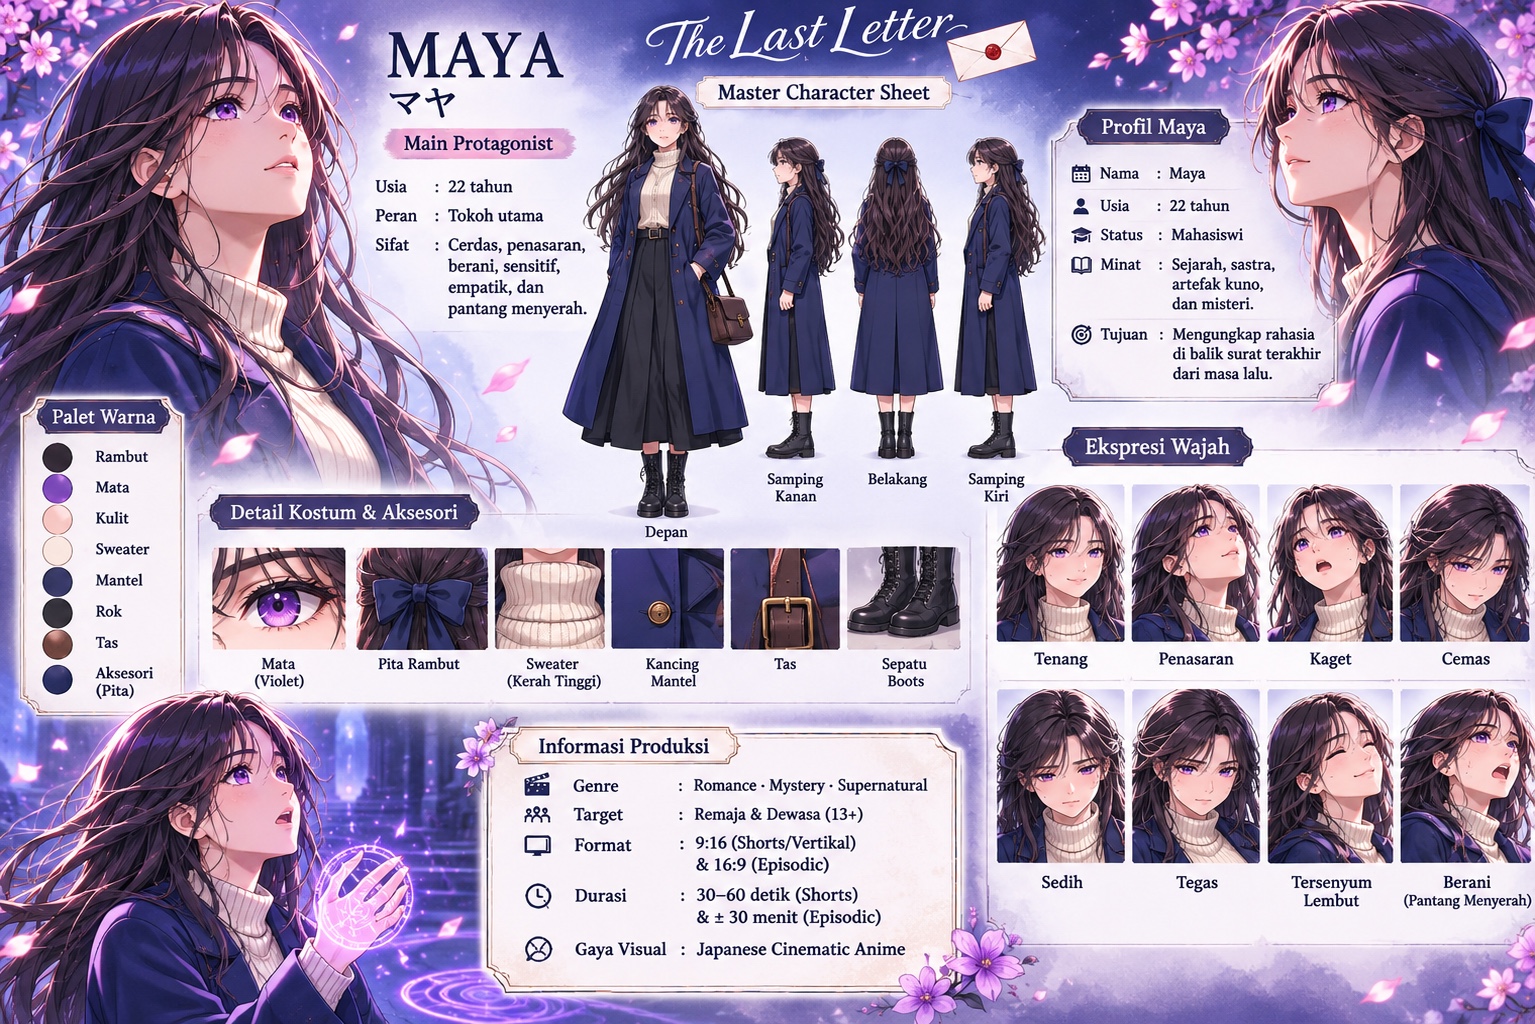 The Last Letter
Master Character Sheet
MAYA
マヤ
Main Protagonist
Usia : 22 tahun
Peran : Tokoh utama
Sifat : Cerdas, penasaran,
berani, sensitif,
empatik, dan
pantang menyerah.
Depan
Samping
Kanan
Belakang
Samping
Kiri
Profil Maya
Nama : Maya
Usia : 22 tahun
Status : Mahasiswi
Minat : Sejarah, sastra,
artefak kuno,
dan misteri.
Tujuan : Mengungkap rahasia
di balik surat terakhir
dari masa lalu.
Palet Warna
Rambut
Mata
Kulit
Sweater
Mantel
Rok
Tas
Aksesori
(Pita)
Detail Kostum & Aksesori
Mata
(Violet)
Pita Rambut
Sweater
(Kerah Tinggi)
Kancing
Mantel
Tas
Sepatu
Boots
Ekspresi Wajah
Tenang
Penasaran
Kaget
Cemas
Sedih
Tegas
Tersenyum
Lembut
Berani
(Pantang Menyerah)
Informasi Produksi
Genre : Romance · Mystery · Supernatural
Target : Remaja & Dewasa (13+)
Format : 9:16 (Shorts/Vertikal)
& 16:9 (Episodic)
Durasi : 30–60 detik (Shorts)
& ± 30 menit (Episodic)
Gaya Visual : Japanese Cinematic Anime